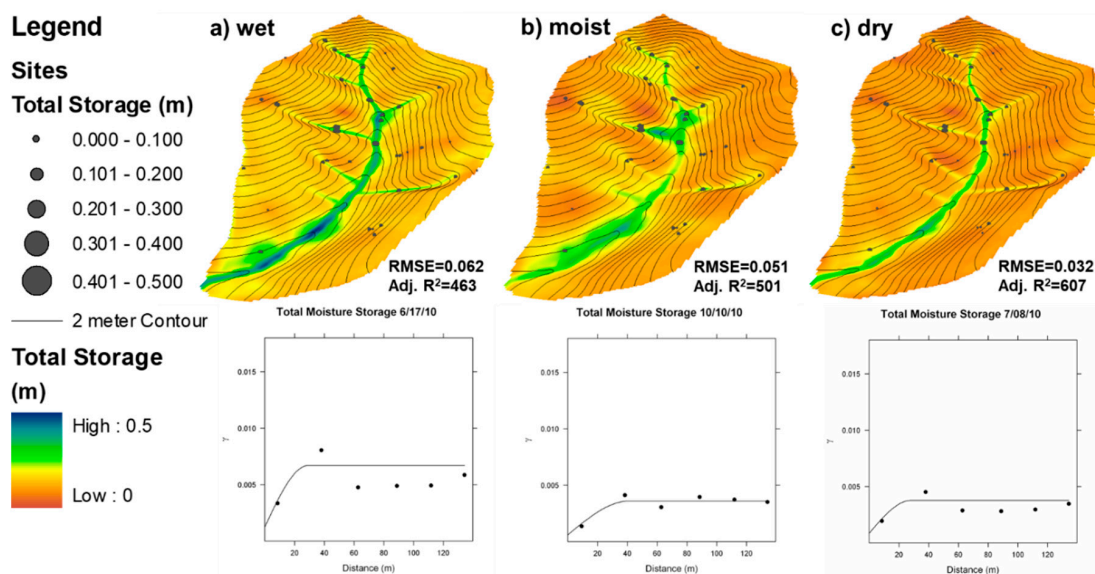 Legend
Sites
Total Storage (m)
0.000 - 0.100
0.101 - 0.200
0.201 - 0.300
0.301 - 0.400
0.401 - 0.500
2 meter Contour
Total Storage
(m)
High : 0.5
Low : 0
a) wet
RMSE=0.062
Adj. R²=463
b) moist
RMSE=0.051
Adj. R²=501
c) dry
RMSE=0.032
Adj. R²=607
Total Moisture Storage 6/17/10
0.015
0.010
0.005
γ
20 40 60 80 100 120
Distance (m)
Total Moisture Storage 10/10/10
0.015
0.010
0.005
γ
20 40 60 80 100 120
Distance (m)
Total Moisture Storage 7/08/10
0.015
0.010
0.005
γ
20 40 60 80 100 120
Distance (m)